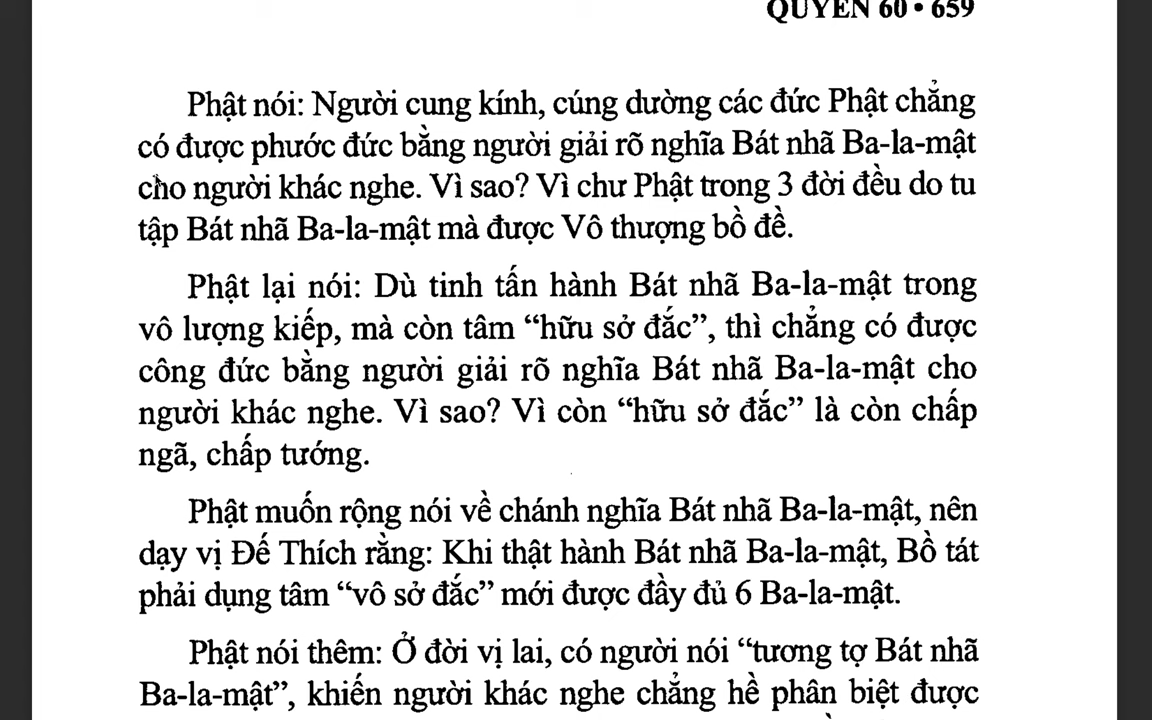 QUYỂN 60 • 659
Phật nói: Người cung kính, cúng dường các đức Phật chẳng
có được phước đức bằng người giải rõ nghĩa Bát nhã Ba-la-mật
cho người khác nghe. Vì sao? Vì chư Phật trong 3 đời đều do tu
tập Bát nhã Ba-la-mật mà được Vô thượng bồ đề.
Phật lại nói: Dù tinh tấn hành Bát nhã Ba-la-mật trong
vô lượng kiếp, mà còn tâm “hữu sở đắc”, thì chẳng có được
công đức bằng người giải rõ nghĩa Bát nhã Ba-la-mật cho
người khác nghe. Vì sao? Vì còn “hữu sở đắc” là còn chấp
ngã, chấp tướng.
Phật muốn rộng nói về chánh nghĩa Bát nhã Ba-la-mật, nên
dạy vị Đế Thích rằng: Khi thật hành Bát nhã Ba-la-mật, Bồ tát
phải dụng tâm “vô sở đắc” mới được đầy đủ 6 Ba-la-mật.
Phật nói thêm: Ở đời vị lai, có người nói “tương tợ Bát nhã
Ba-la-mật”, khiến người khác nghe chẳng hề phân biệt được